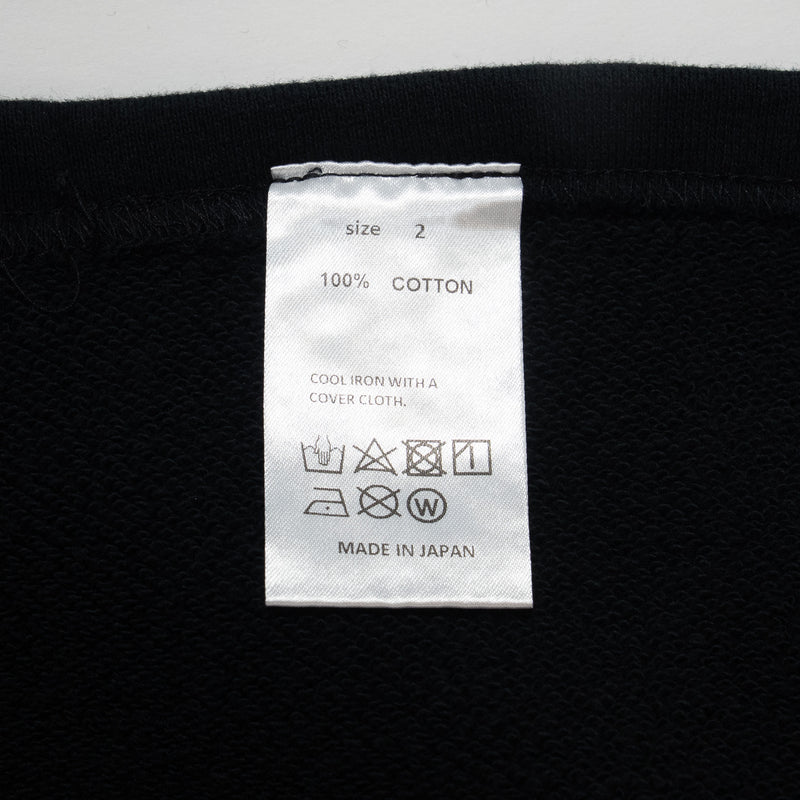 size 2
100% COTTON
COOL IRON WITH A
COVER CLOTH.
W
MADE IN JAPAN